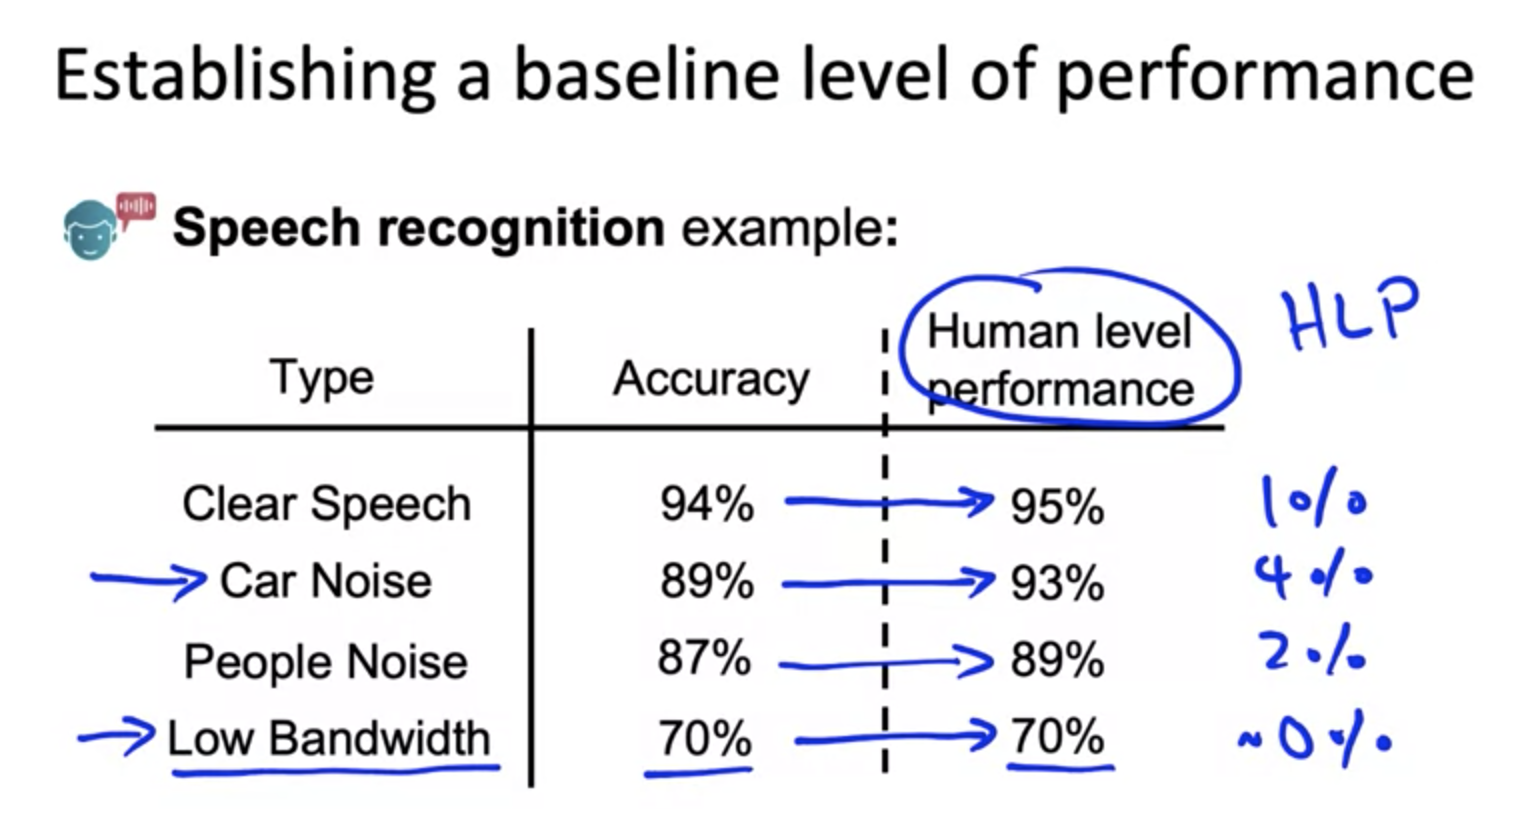 Establishing a baseline level of performance
Speech recognition example:
Type Accuracy Human level performance HLP
Clear Speech 94% 95% 1%
Car Noise 89% 93% 4%
People Noise 87% 89% 2%
Low Bandwidth 70% 70% ~0%